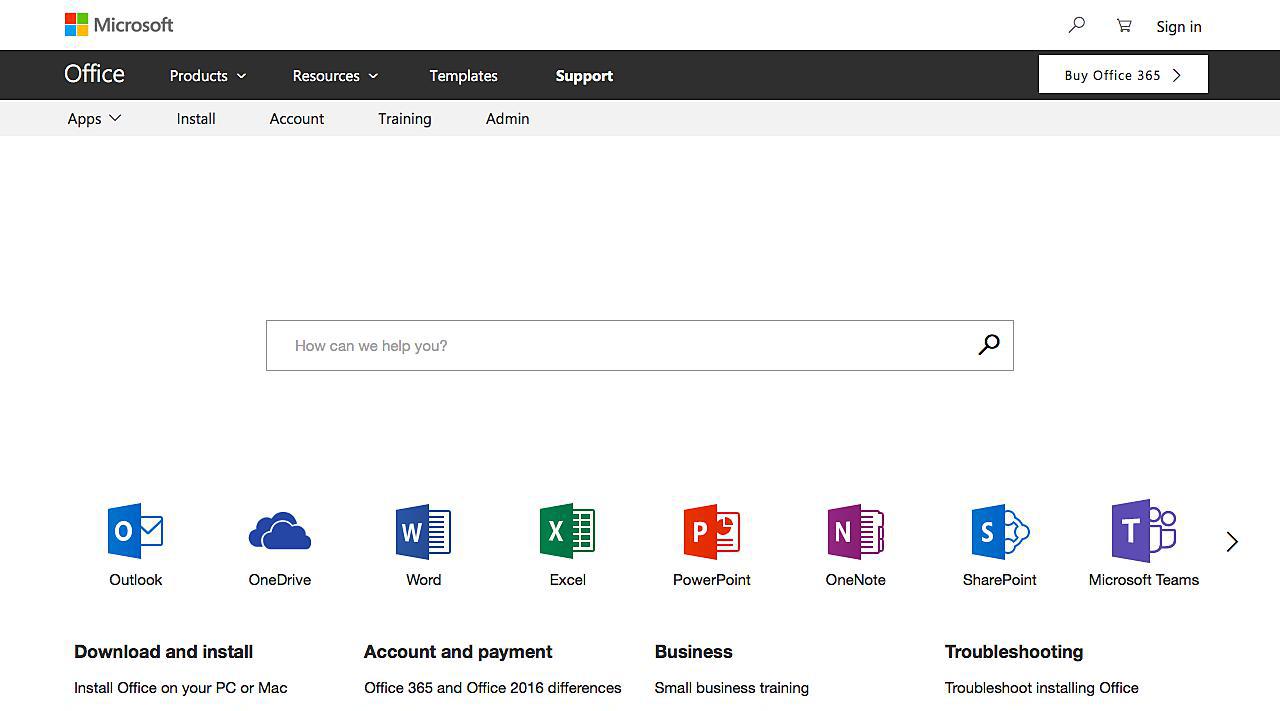 Microsoft Sign in
Office Products Resources Templates Support Buy Office 365
Apps Install Account Training Admin
How can we help you?
O W X P N S T
Outlook OneDrive Word Excel PowerPoint OneNote SharePoint Microsoft Teams
Download and install Account and payment Business Troubleshooting
Install Office on your PC or Mac Office 365 and Office 2016 differences Small business training Troubleshoot installing Office